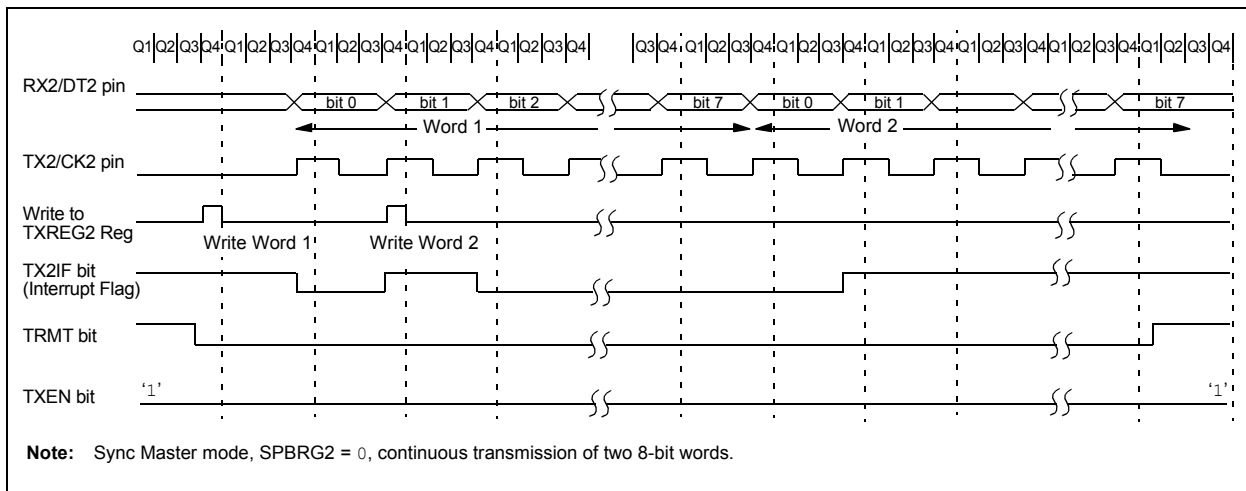 Q1 Q2 Q3 Q4 Q1 Q2 Q3 Q4 Q1 Q2 Q3 Q4 Q1 Q2 Q3 Q4 Q1 Q2 Q3 Q4 Q3 Q4 Q1 Q2 Q3 Q4 Q1 Q2 Q3 Q4 Q1 Q2 Q3 Q4 Q1 Q2 Q3 Q4 Q1 Q2 Q3 Q4 Q1 Q2 Q3 Q4
RX2/DT2 pin
bit 0 bit 1 bit 2 bit 7 bit 0 bit 1 bit 7
Word 1 Word 2
TX2/CK2 pin
Write to
TXREG2 Reg
Write Word 1 Write Word 2
TX2IF bit
(Interrupt Flag)
TRMT bit
TXEN bit
‘1’ ‘1’
Note: Sync Master mode, SPBRG2 = 0, continuous transmission of two 8-bit words.